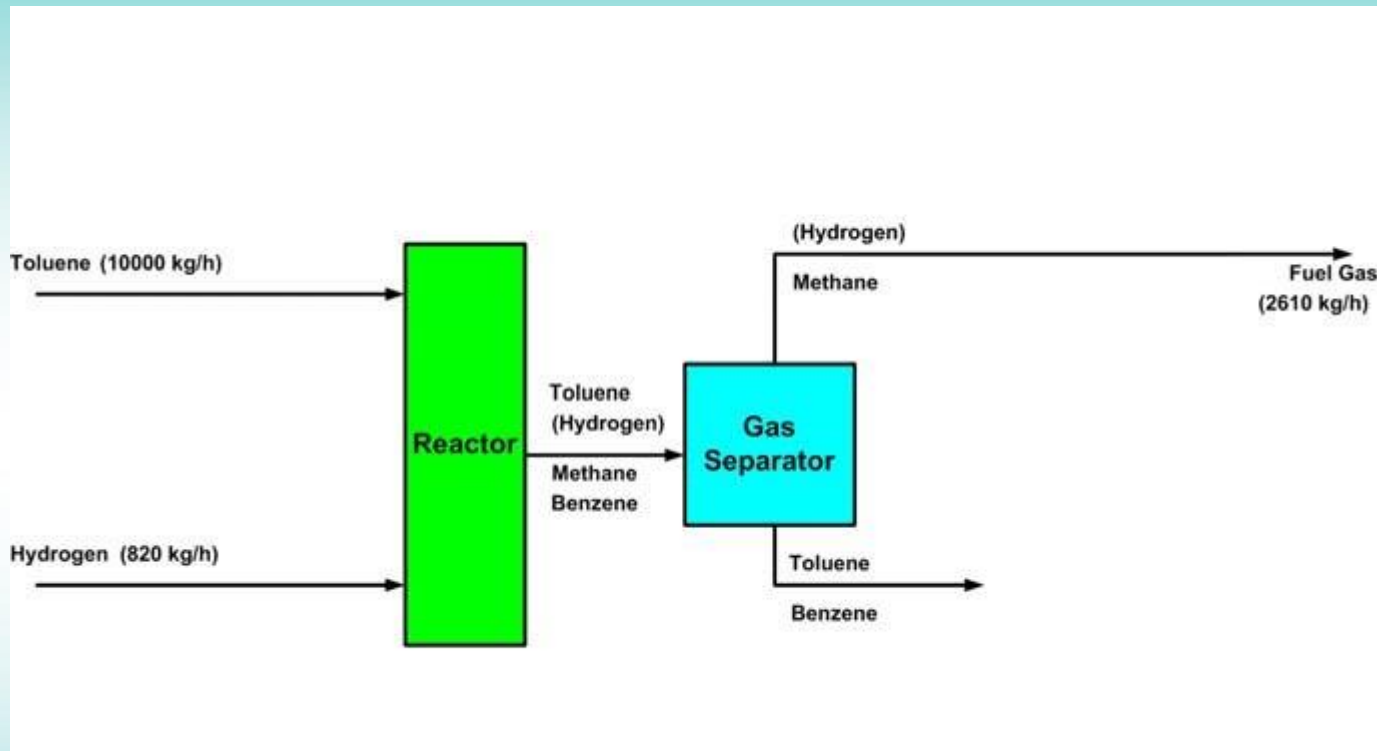 Toluene (10000 kg/h)
Hydrogen (820 kg/h)
Reactor
Toluene
(Hydrogen)
Methane
Benzene
Gas
Separator
(Hydrogen)
Methane
Fuel Gas
(2610 kg/h)
Toluene
Benzene